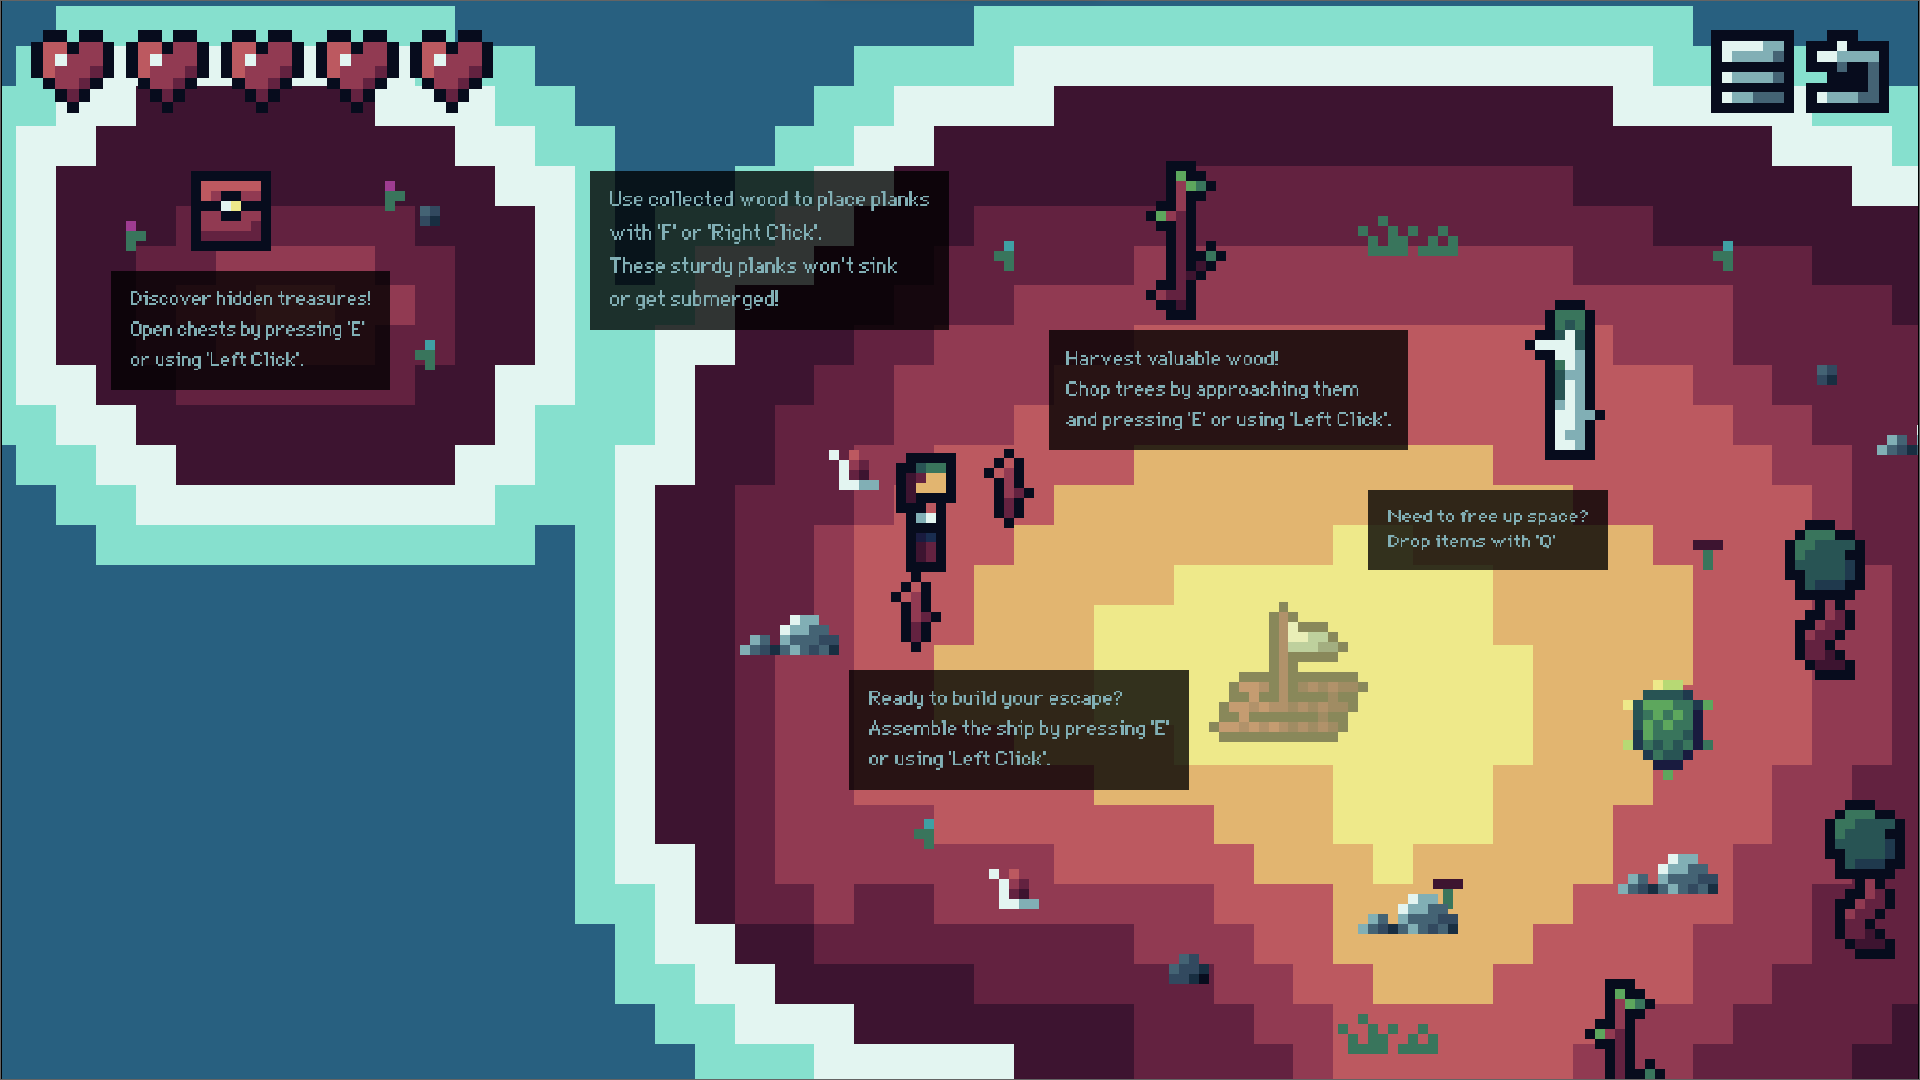 Use collected wood to place planks
with 'F' or 'Right Click'.
These sturdy planks won't sink
or get submerged!
Discover hidden treasures!
Open chests by pressing 'E'
or using 'Left Click'.
Harvest valuable wood!
Chop trees by approaching them
and pressing 'E' or using 'Left Click'.
Need to free up space?
Drop items with 'Q'
Ready to build your escape?
Assemble the ship by pressing 'E'
or using 'Left Click'.